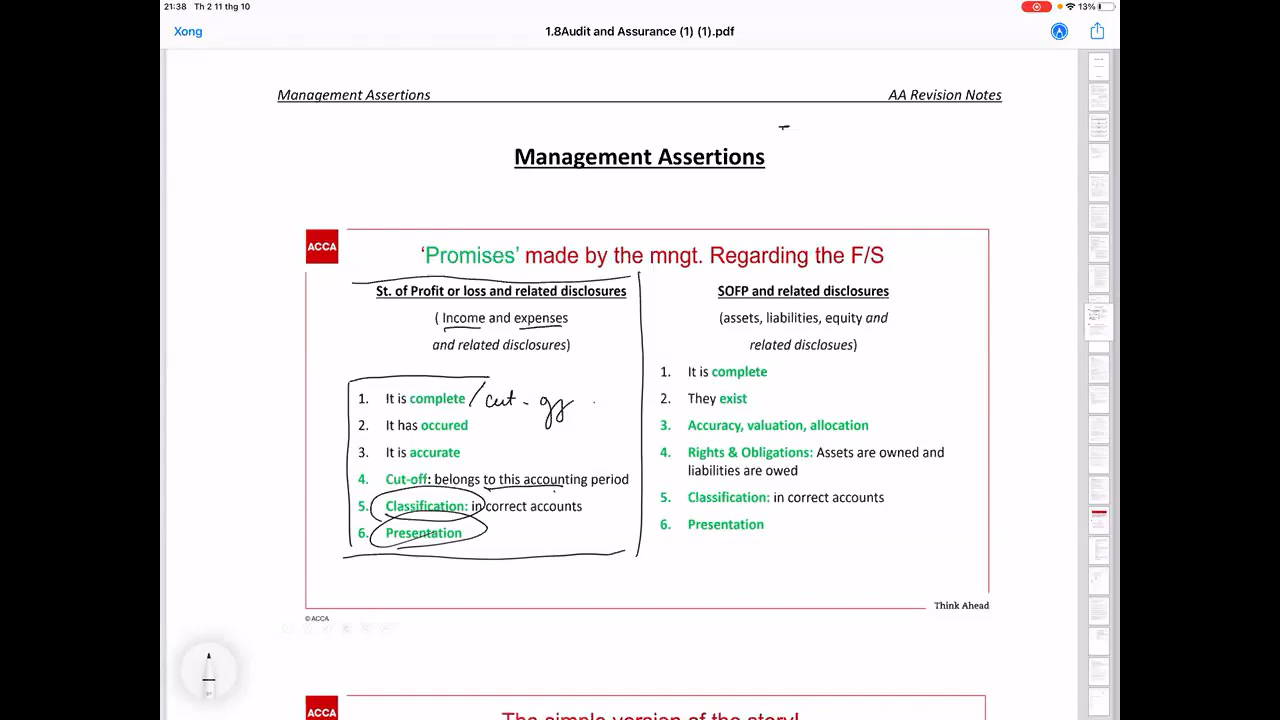 21:38 Th 2 11 thg 10 13%
Xong 1.8Audit and Assurance (1) (1).pdf
Management Assertions AA Revision Notes
Management Assertions
ACCA
‘Promises’ made by the mngt. Regarding the F/S
St. of Profit or loss and related disclosures
( Income and expenses
and related disclosures)
1. It is complete / cut - off
2. It has occured
3. It is accurate
4. Cut-off: belongs to this accounting period
5. Classification: in correct accounts
6. Presentation
SOFP and related disclosures
(assets, liabilities, equity and
related disclosues)
1. It is complete
2. They exist
3. Accuracy, valuation, allocation
4. Rights & Obligations: Assets are owned and
liabilities are owed
5. Classification: in correct accounts
6. Presentation
Think Ahead
© ACCA
ACCA
The simple version of the story!